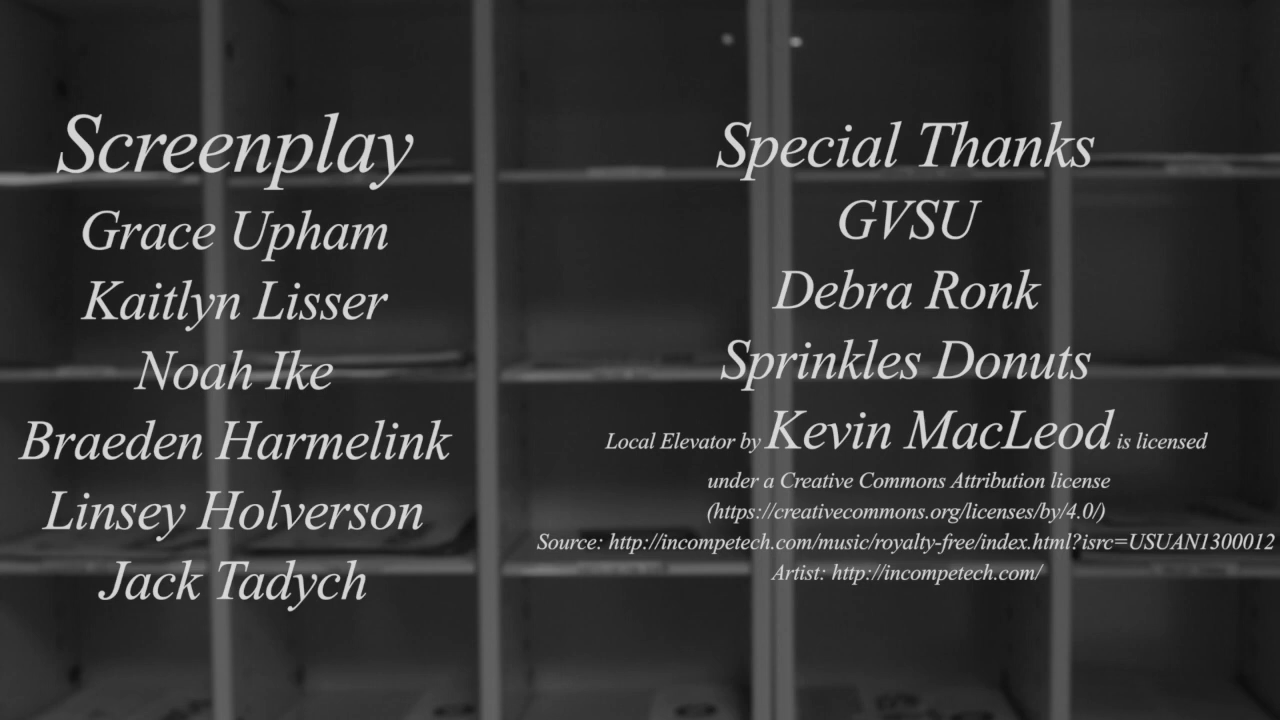 Screenplay
Grace Upham
Kaitlyn Lisser
Noah Ike
Braeden Harmelink
Linsey Holverson
Jack Tadych
Special Thanks
GVSU
Debra Ronk
Sprinkles Donuts
Local Elevator by Kevin MacLeod is licensed
under a Creative Commons Attribution license
(https://creativecommons.org/licenses/by/4.0/)
Source: http://incompetech.com/music/royalty-free/index.html?isrc=USUAN1300012
Artist: http://incompetech.com/